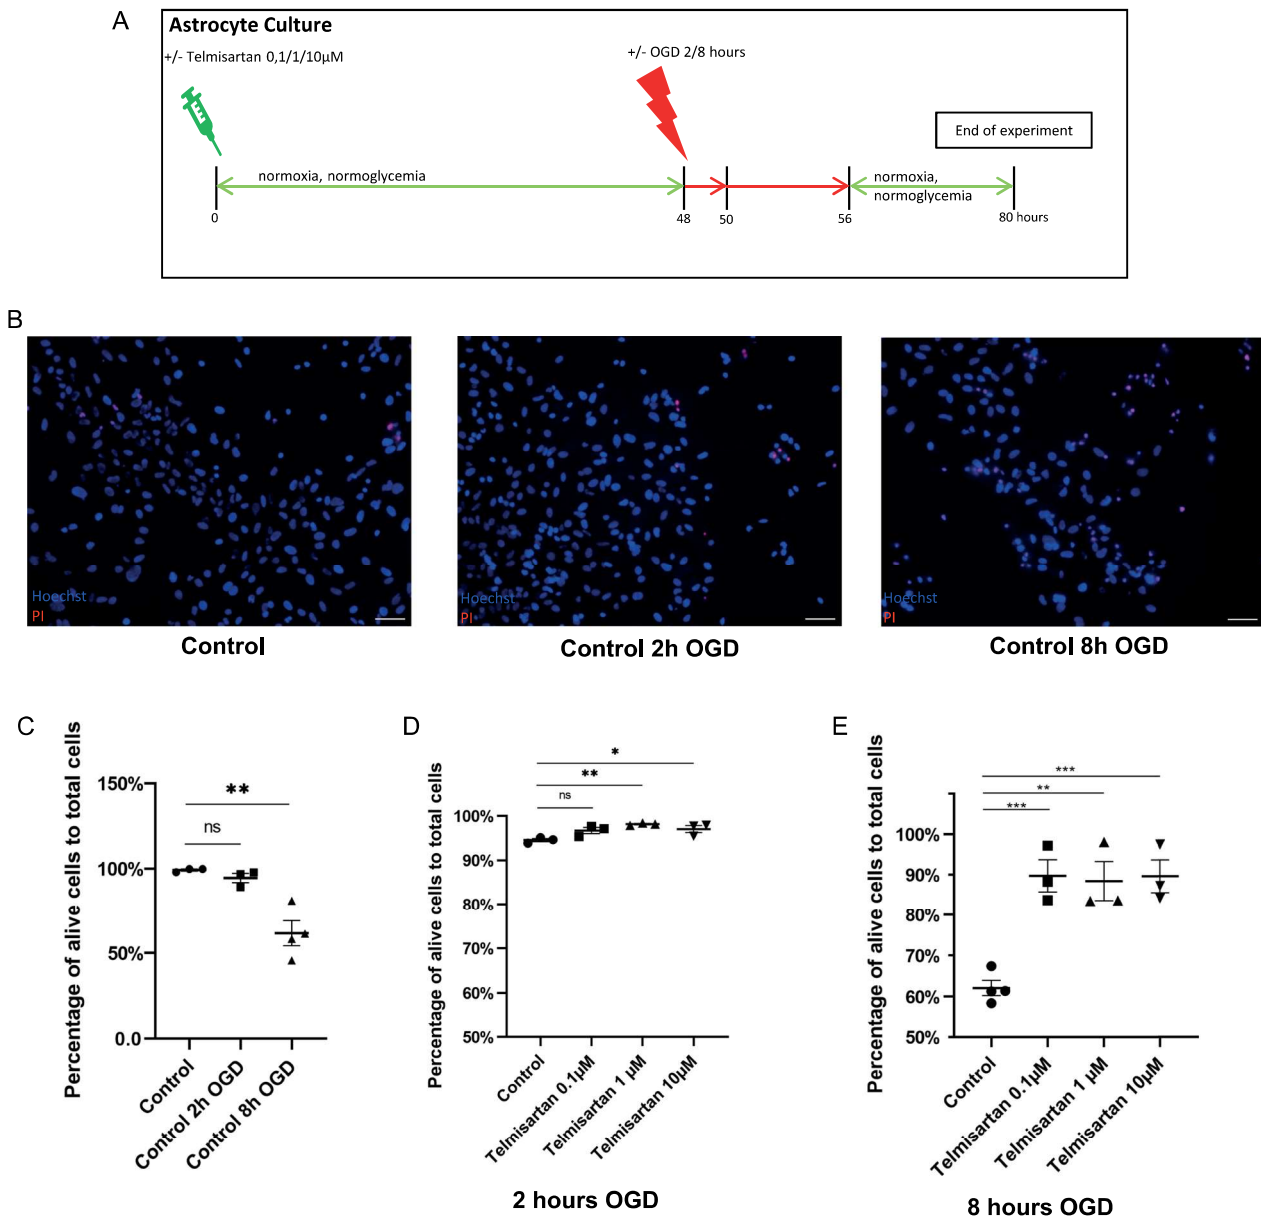 A
Astrocyte Culture
+/- Telmisartan 0,1/1/10µM
+/- OGD 2/8 hours
End of experiment
normoxia, normoglycemia
normoxia,
normoglycemia
0
48
50
56
80 hours
B
Hoechst
PI
Control
Hoechst
PI
Control 2h OGD
Hoechst
PI
Control 8h OGD
C
Percentage of alive cells to total cells
150%
100%
50%
0.0
**
ns
Control
Control 2h OGD
Control 8h OGD
D
Percentage of alive cells to total cells
100%
90%
80%
70%
60%
50%
*
**
ns
Control
Telmisartan 0.1µM
Telmisartan 1 µM
Telmisartan 10µM
2 hours OGD
E
Percentage of alive cells to total cells
100%
90%
80%
70%
60%
50%
***
**
***
Control
Telmisartan 0.1µM
Telmisartan 1 µM
Telmisartan 10µM
8 hours OGD